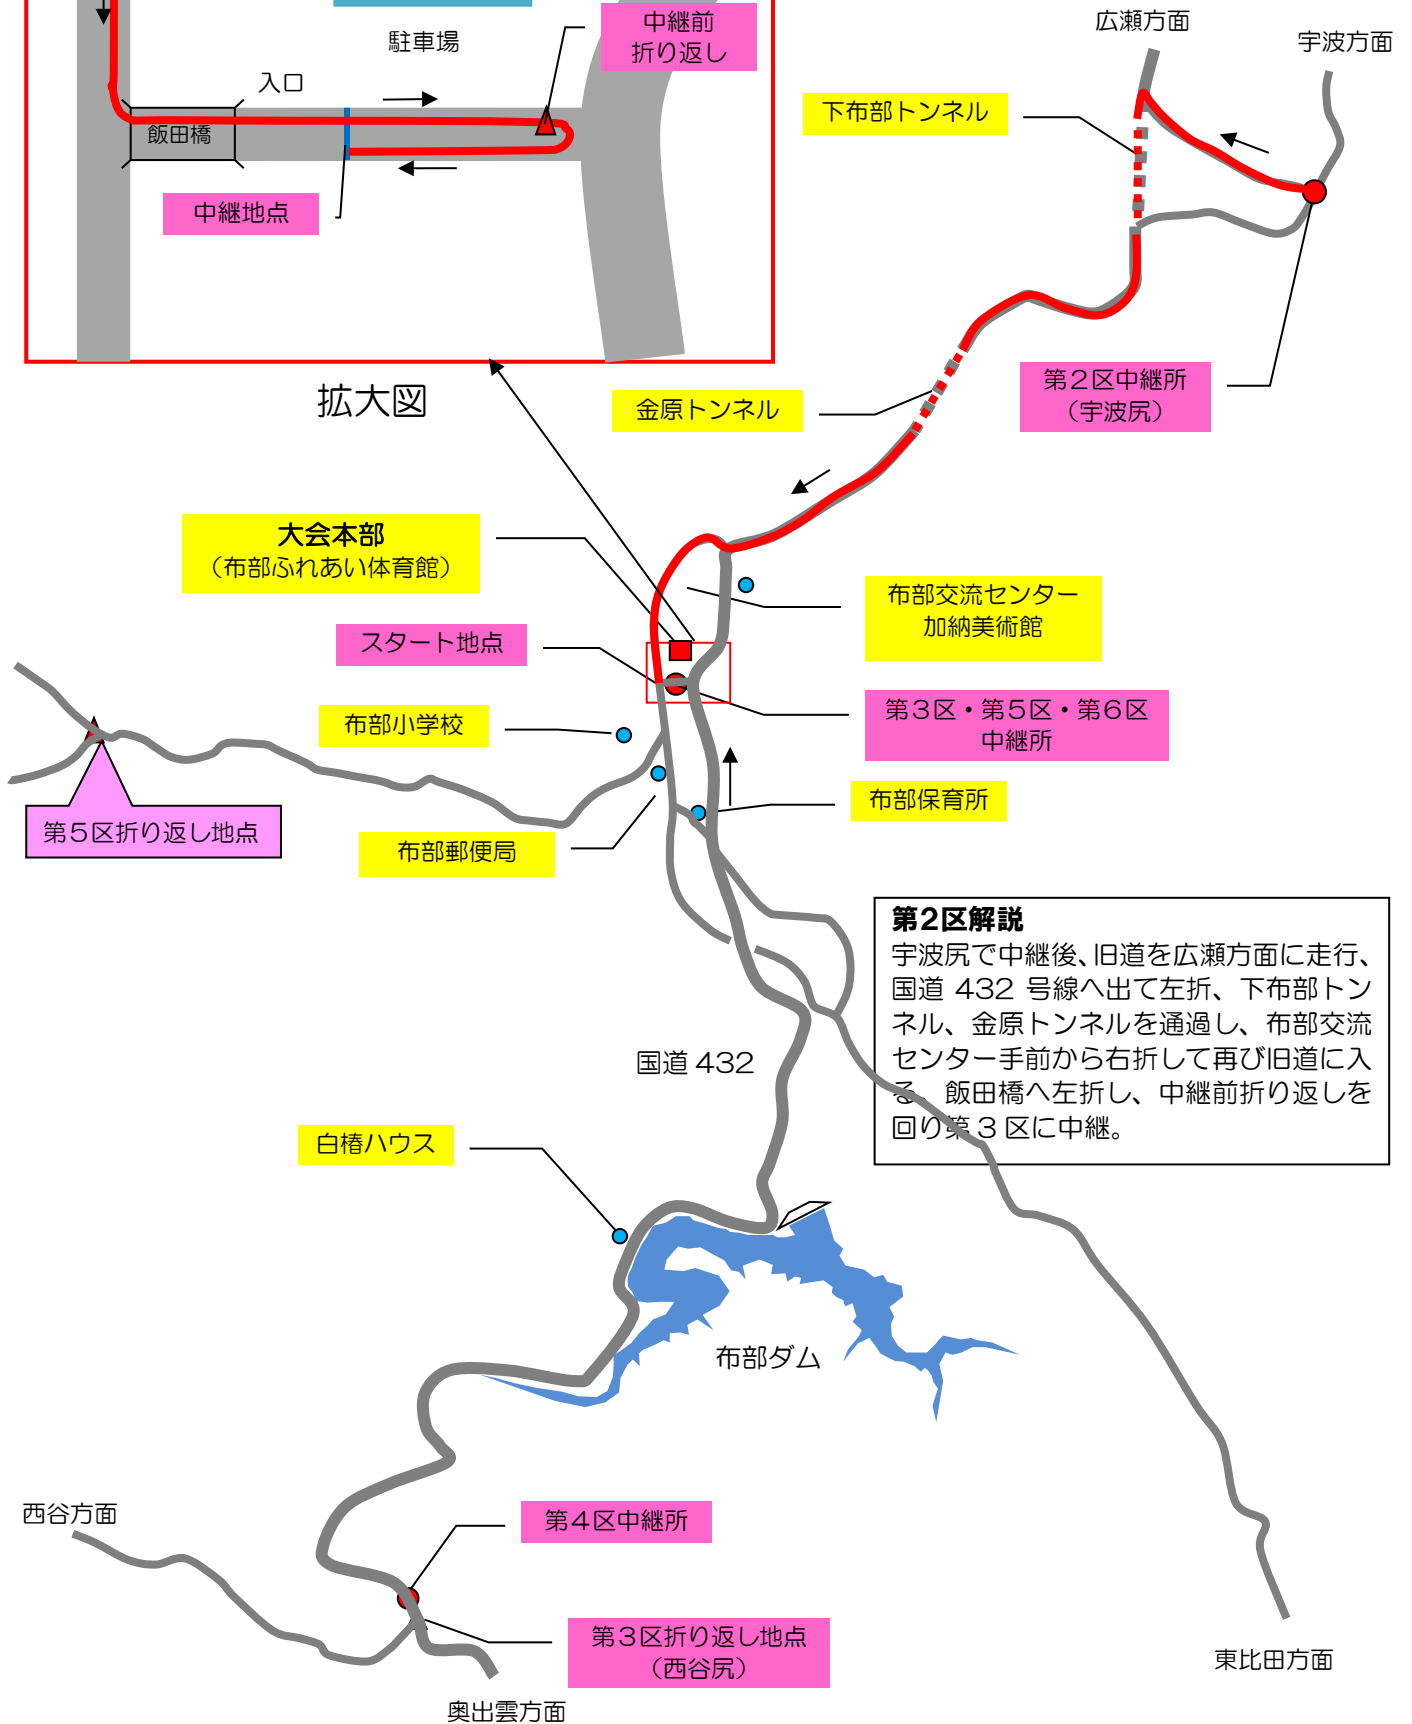 中継前
折り返し
駐車場
入口
飯田橋
中継地点
拡大図
広瀬方面
宇波方面
下布部トンネル
第2区中継所
（宇波尻）
金原トンネル
大会本部
（布部ふれあい体育館）
布部交流センター
加納美術館
スタート地点
第3区・第5区・第6区
中継所
布部小学校
布部保育所
第5区折り返し地点
布部郵便局
第2区解説
宇波尻で中継後、旧道を広瀬方面に走行、
国道 432 号線へ出て左折、下布部トン
ネル、金原トンネルを通過し、布部交流
センター手前から右折して再び旧道に入
る。飯田橋へ左折し、中継前折り返しを
回り第 3 区に中継。
国道 432
白椿ハウス
布部ダム
西谷方面
第4区中継所
第3区折り返し地点
（西谷尻）
東比田方面
奥出雲方面